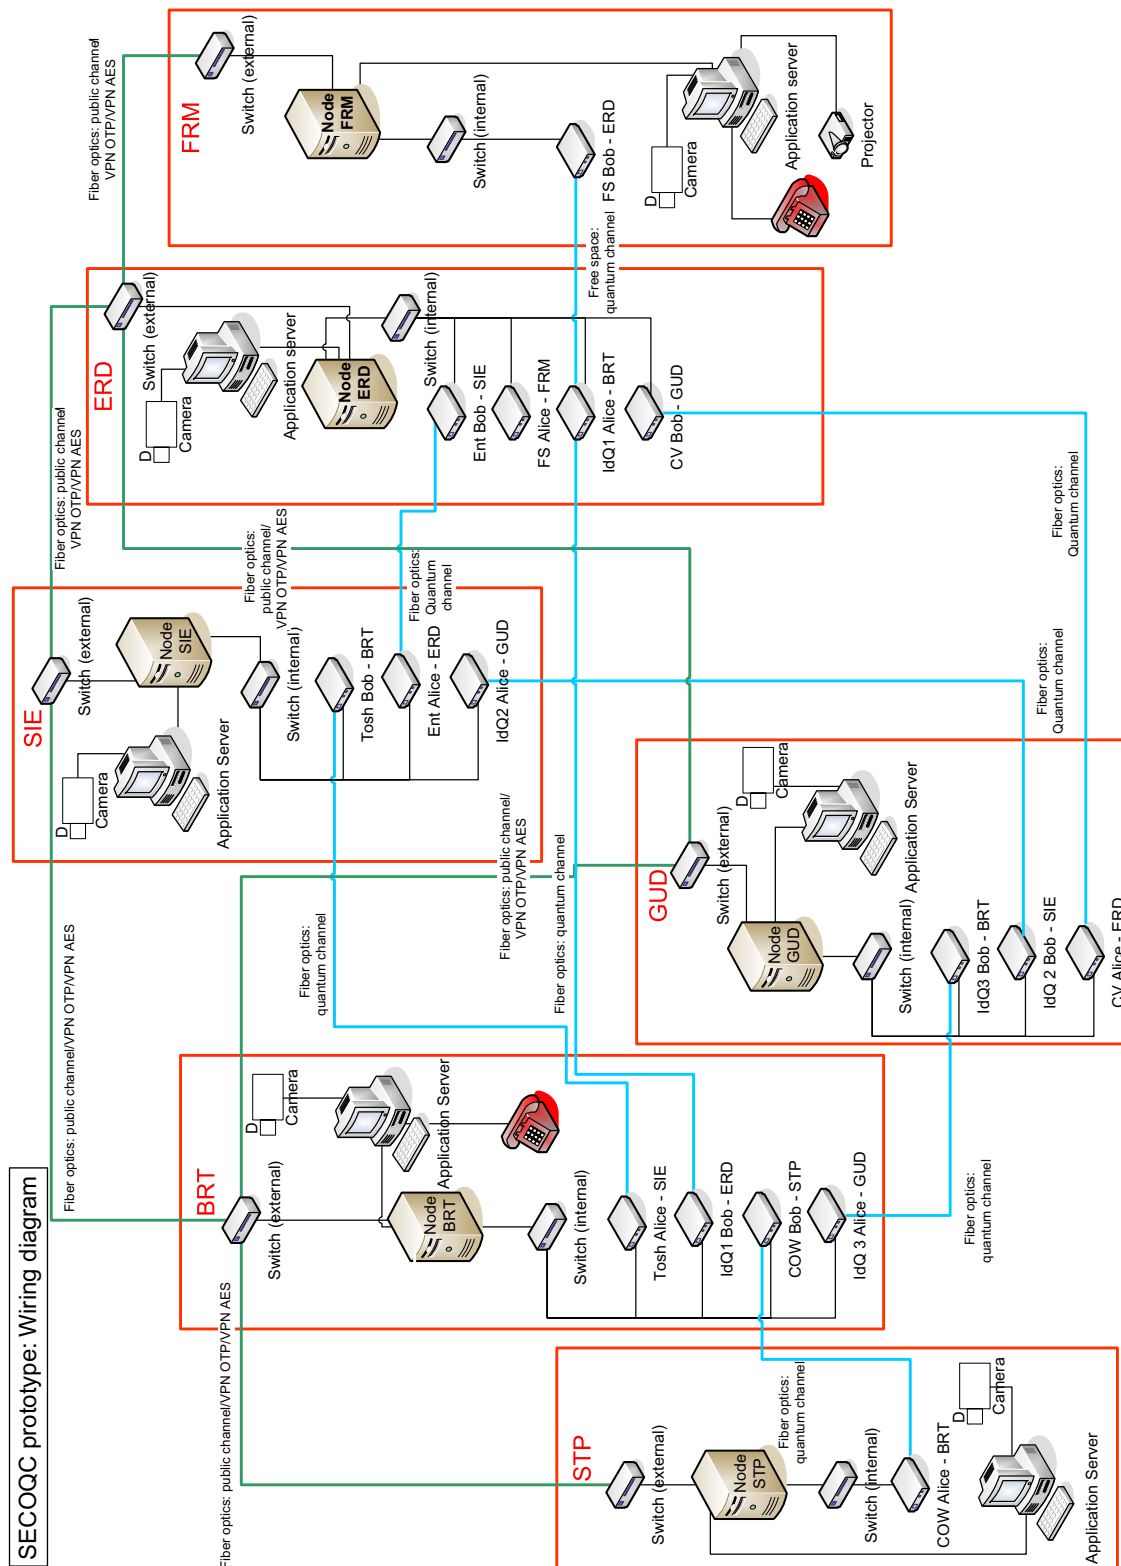 SECOQC prototype: Wiring diagram
STP
Switch (external)
Node
STP
Switch (internal)
COW Alice - BRT
D
Camera
Application Server
Fiber optics: public channel/VPN OTP/VPN AES
Fiber optics:
quantum channel
BRT
Switch (external)
D
Camera
Application Server
Node
BRT
Switch (internal)
Tosh Alice - SIE
IdQ1 Bob - ERD
COW Bob - STP
IdQ 3 Alice - GUD
Fiber optics: public channel/VPN OTP/VPN AES
Fiber optics:
quantum channel
Fiber optics: public channel/
VPN OTP/VPN AES
Fiber optics: quantum channel
Fiber optics:
quantum channel
SIE
Switch (external)
D
Camera
Application Server
Node
SIE
Switch (internal)
Tosh Bob - BRT
Ent Alice - ERD
IdQ2 Alice - GUD
GUD
Switch (external)
D
Camera
Application Server
Node
GUD
Switch (internal)
IdQ3 Bob - BRT
IdQ 2 Bob - SIE
CV Alice - ERD
Fiber optics: public channel/
VPN OTP/VPN AES
Fiber optics:
public channel/
VPN OTP/VPN AES
Fiber optics:
Quantum
channel
Fiber optics:
Quantum channel
Fiber optics:
Quantum channel
ERD
Switch (external)
D
Camera
Application server
Node
ERD
Switch (internal)
Ent Bob - SIE
FS Alice - FRM
IdQ1 Alice - BRT
CV Bob - GUD
Fiber optics: public channel/
VPN OTP/VPN AES
Free space:
quantum channel
FRM
Switch (external)
Node
FRM
Switch (internal)
FS Bob - ERD
D
Camera
Application server
Projector